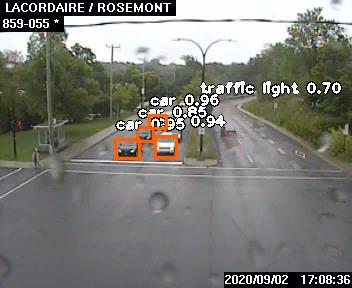 LACORDAIRE / ROSEMONT
859-055 *
traffic light 0.70
car 0.96
car 0.85
car 0.95 0.94
2020/09/02 17:08:36